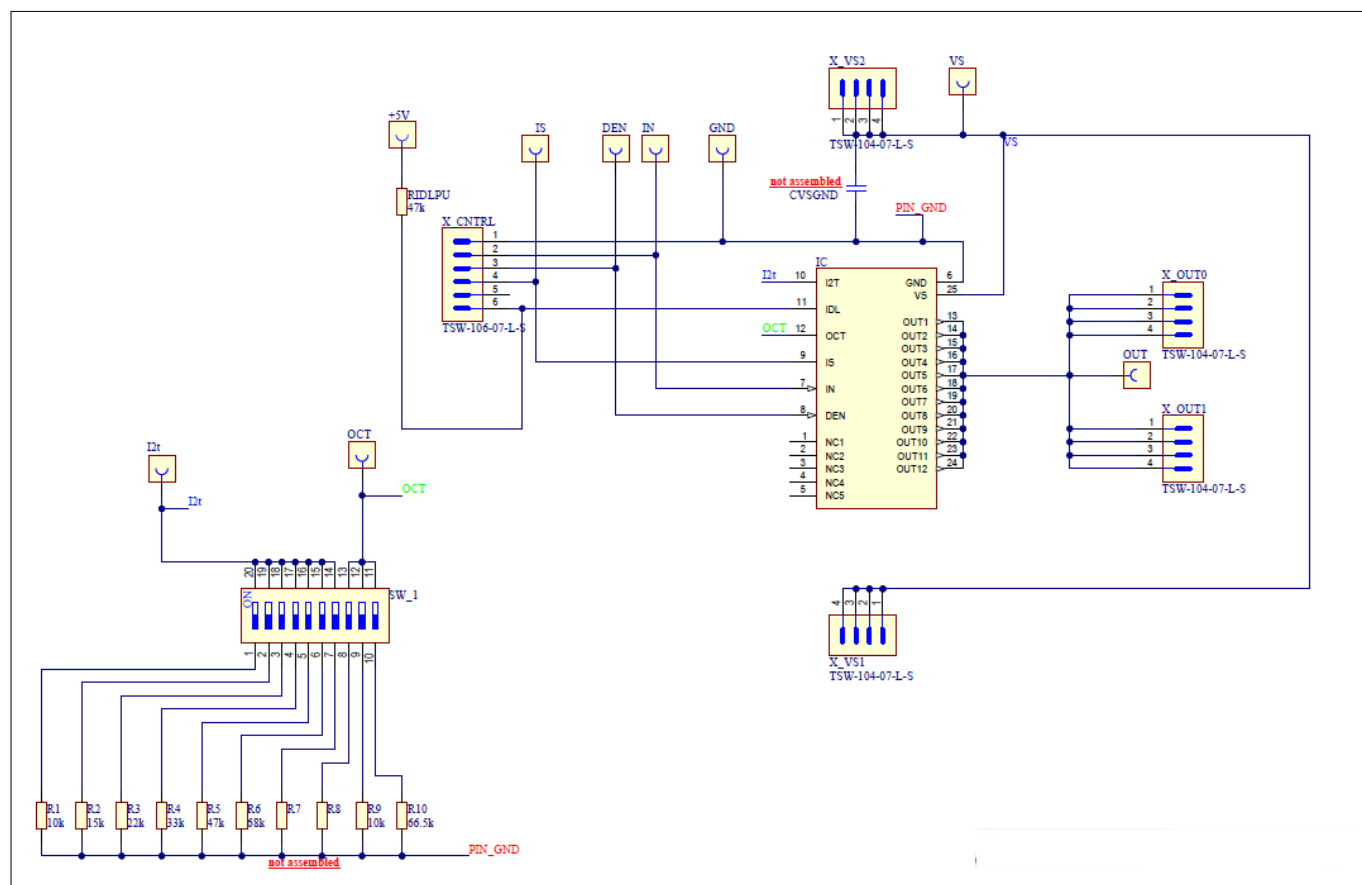 X_VS2
VS
1
2
3
4
TSW-104-07-L-S
VS
+5V
IS
DEN
IN
GND
RIDLPU
47k
not assembled
CVSGND
PIN_GND
X_CNTRL
1
2
3
4
5
6
TSW-106-07-L-S
IC
I2t
10
I2T
11
IDL
OCT
12
OCT
9
IS
7
IN
8
DEN
1
NC1
2
NC2
3
NC3
4
NC4
5
NC5
GND
6
VS
25
OUT1
13
OUT2
14
OUT3
15
OUT4
16
OUT5
17
OUT6
18
OUT7
19
OUT8
20
OUT9
21
OUT10
22
OUT11
23
OUT12
24
X_OUT0
1
2
3
4
TSW-104-07-L-S
OUT
X_OUT1
1
2
3
4
TSW-104-07-L-S
I2t
I2t
OCT
OCT
20
19
18
17
16
15
14
13
12
11
ON
SW_1
1
2
3
4
5
6
7
8
9
10
4
3
2
1
X_VS1
TSW-104-07-L-S
R1
10k
R2
15k
R3
22k
R4
33k
R5
47k
R6
68k
R7
R8
R9
10k
R10
66.5k
not assembled
PIN_GND